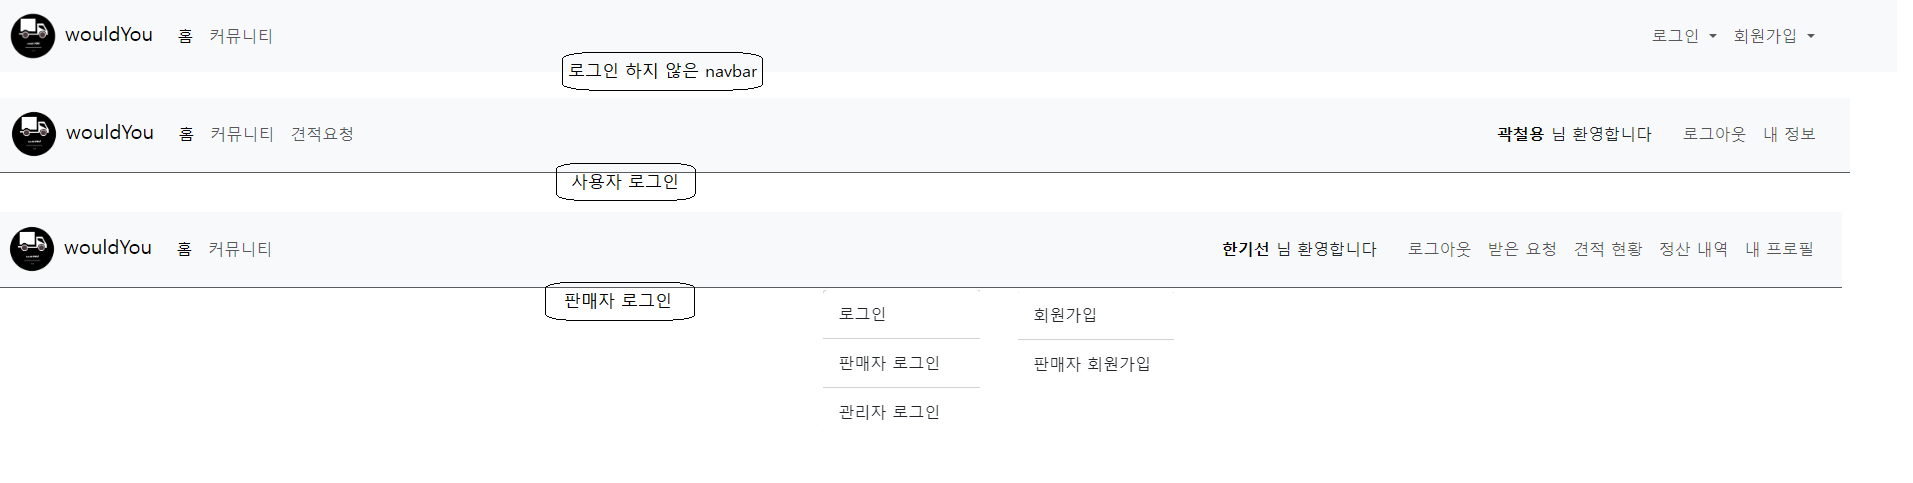 wouldYou 홈 커뮤니티 로그인 회원가입
로그인 하지 않은 navbar
wouldYou 홈 커뮤니티 견적요청 곽철용 님 환영합니다 로그아웃 내 정보
사용자 로그인
wouldYou 홈 커뮤니티 한기선 님 환영합니다 로그아웃 받은 요청 견적 현황 정산 내역 내 프로필
판매자 로그인
로그인
판매자 로그인
관리자 로그인
회원가입
판매자 회원가입